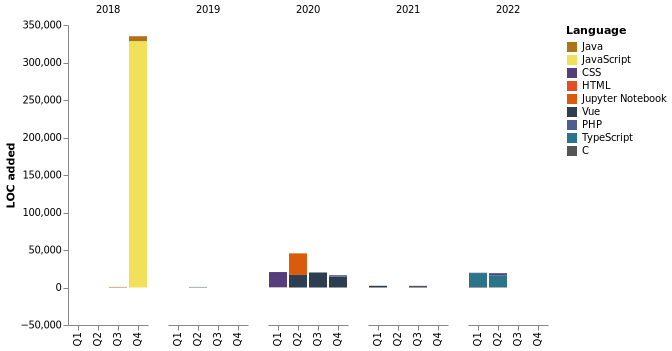 2018 2019 2020 2021 2022
LOC added
350,000
300,000
250,000
200,000
150,000
100,000
50,000
0
−50,000
Q1 Q2 Q3 Q4 Q1 Q2 Q3 Q4 Q1 Q2 Q3 Q4 Q1 Q2 Q3 Q4 Q1 Q2 Q3 Q4
Language
Java
JavaScript
CSS
HTML
Jupyter Notebook
Vue
PHP
TypeScript
C